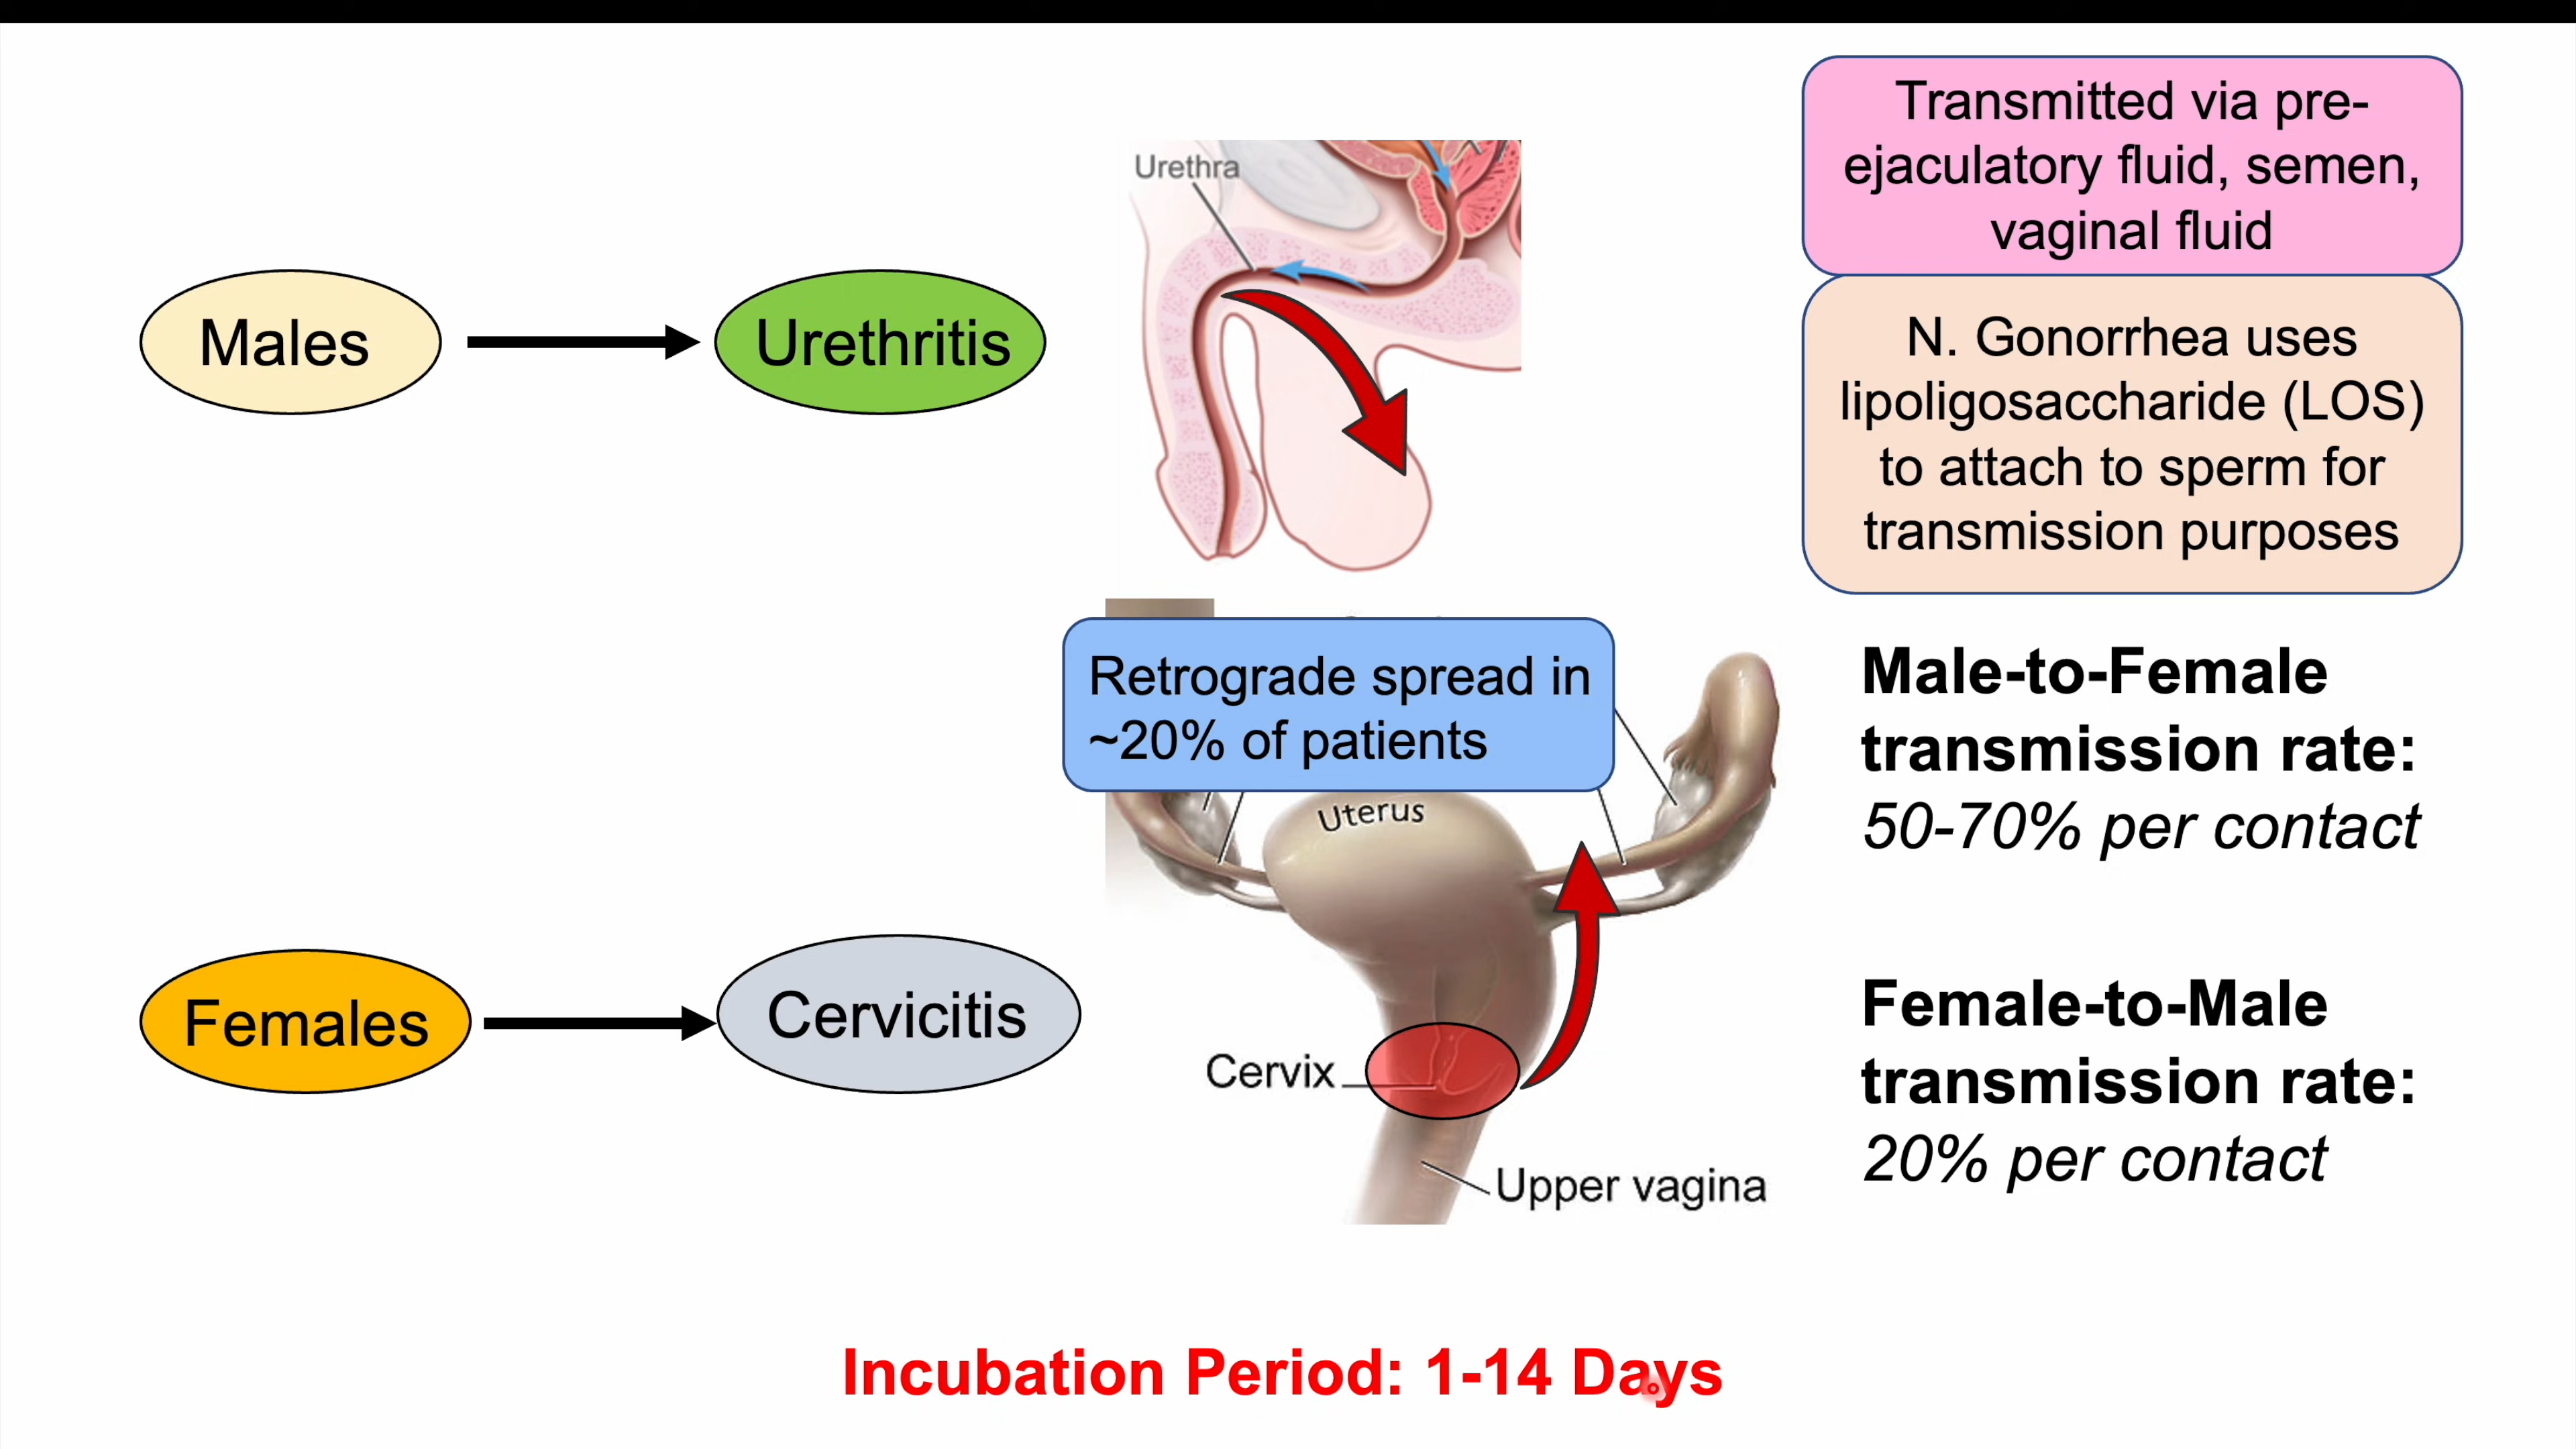 Transmitted via pre-
ejaculatory fluid, semen,
vaginal fluid
Urethra
Males
Urethritis
N. Gonorrhea uses
lipoligosaccharide (LOS)
to attach to sperm for
transmission purposes
Retrograde spread in
~20% of patients
Uterus
Male-to-Female
transmission rate:
50-70% per contact
Females
Cervicitis
Cervix
Upper vagina
Female-to-Male
transmission rate:
20% per contact
Incubation Period: 1-14 Days